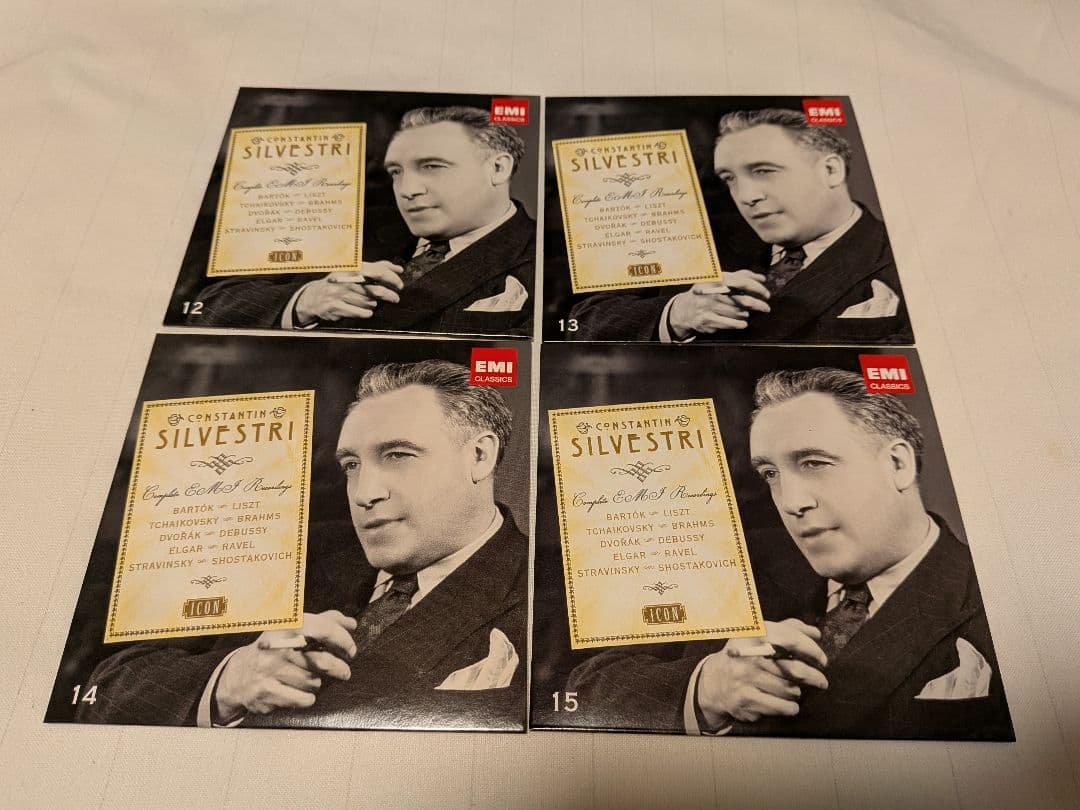 EMI
CLASSICS
CONSTANTIN
SILVESTRI
Complete EMI Recordings
BARTÓK LISZT
TCHAIKOVSKY BRAHMS
DVOŘÁK DEBUSSY
ELGAR RAVEL
STRAVINSKY SHOSTAKOVICH
ICON
12
EMI
CLASSICS
CONSTANTIN
SILVESTRI
Complete EMI Recordings
BARTÓK LISZT
TCHAIKOVSKY BRAHMS
DVOŘÁK DEBUSSY
ELGAR RAVEL
STRAVINSKY SHOSTAKOVICH
ICON
13
EMI
CLASSICS
CONSTANTIN
SILVESTRI
Complete EMI Recordings
BARTÓK LISZT
TCHAIKOVSKY BRAHMS
DVOŘÁK DEBUSSY
ELGAR RAVEL
STRAVINSKY SHOSTAKOVICH
ICON
14
EMI
CLASSICS
CONSTANTIN
SILVESTRI
Complete EMI Recordings
BARTÓK LISZT
TCHAIKOVSKY BRAHMS
DVOŘÁK DEBUSSY
ELGAR RAVEL
STRAVINSKY SHOSTAKOVICH
ICON
15